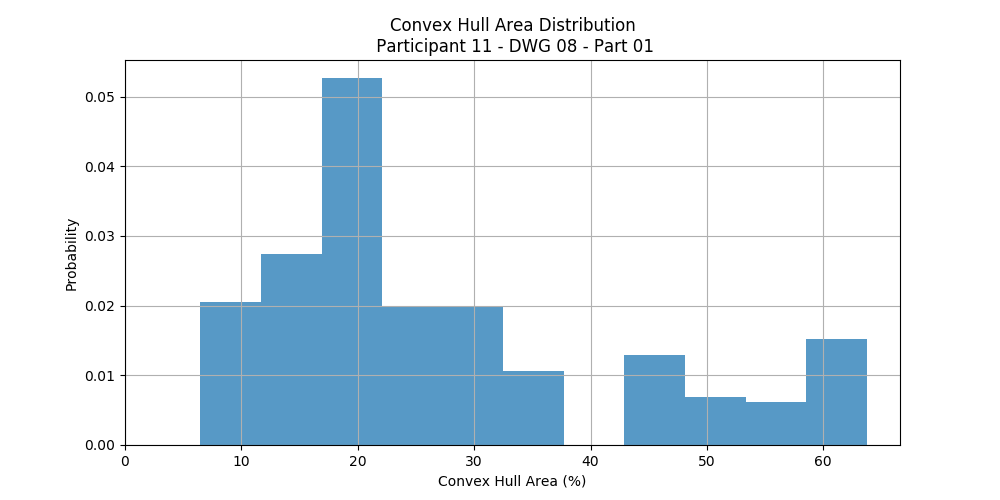 Convex Hull Area Distribution
Participant 11 - DWG 08 - Part 01
Probability
0.05
0.04
0.03
0.02
0.01
0.00
0 10 20 30 40 50 60
Convex Hull Area (%)